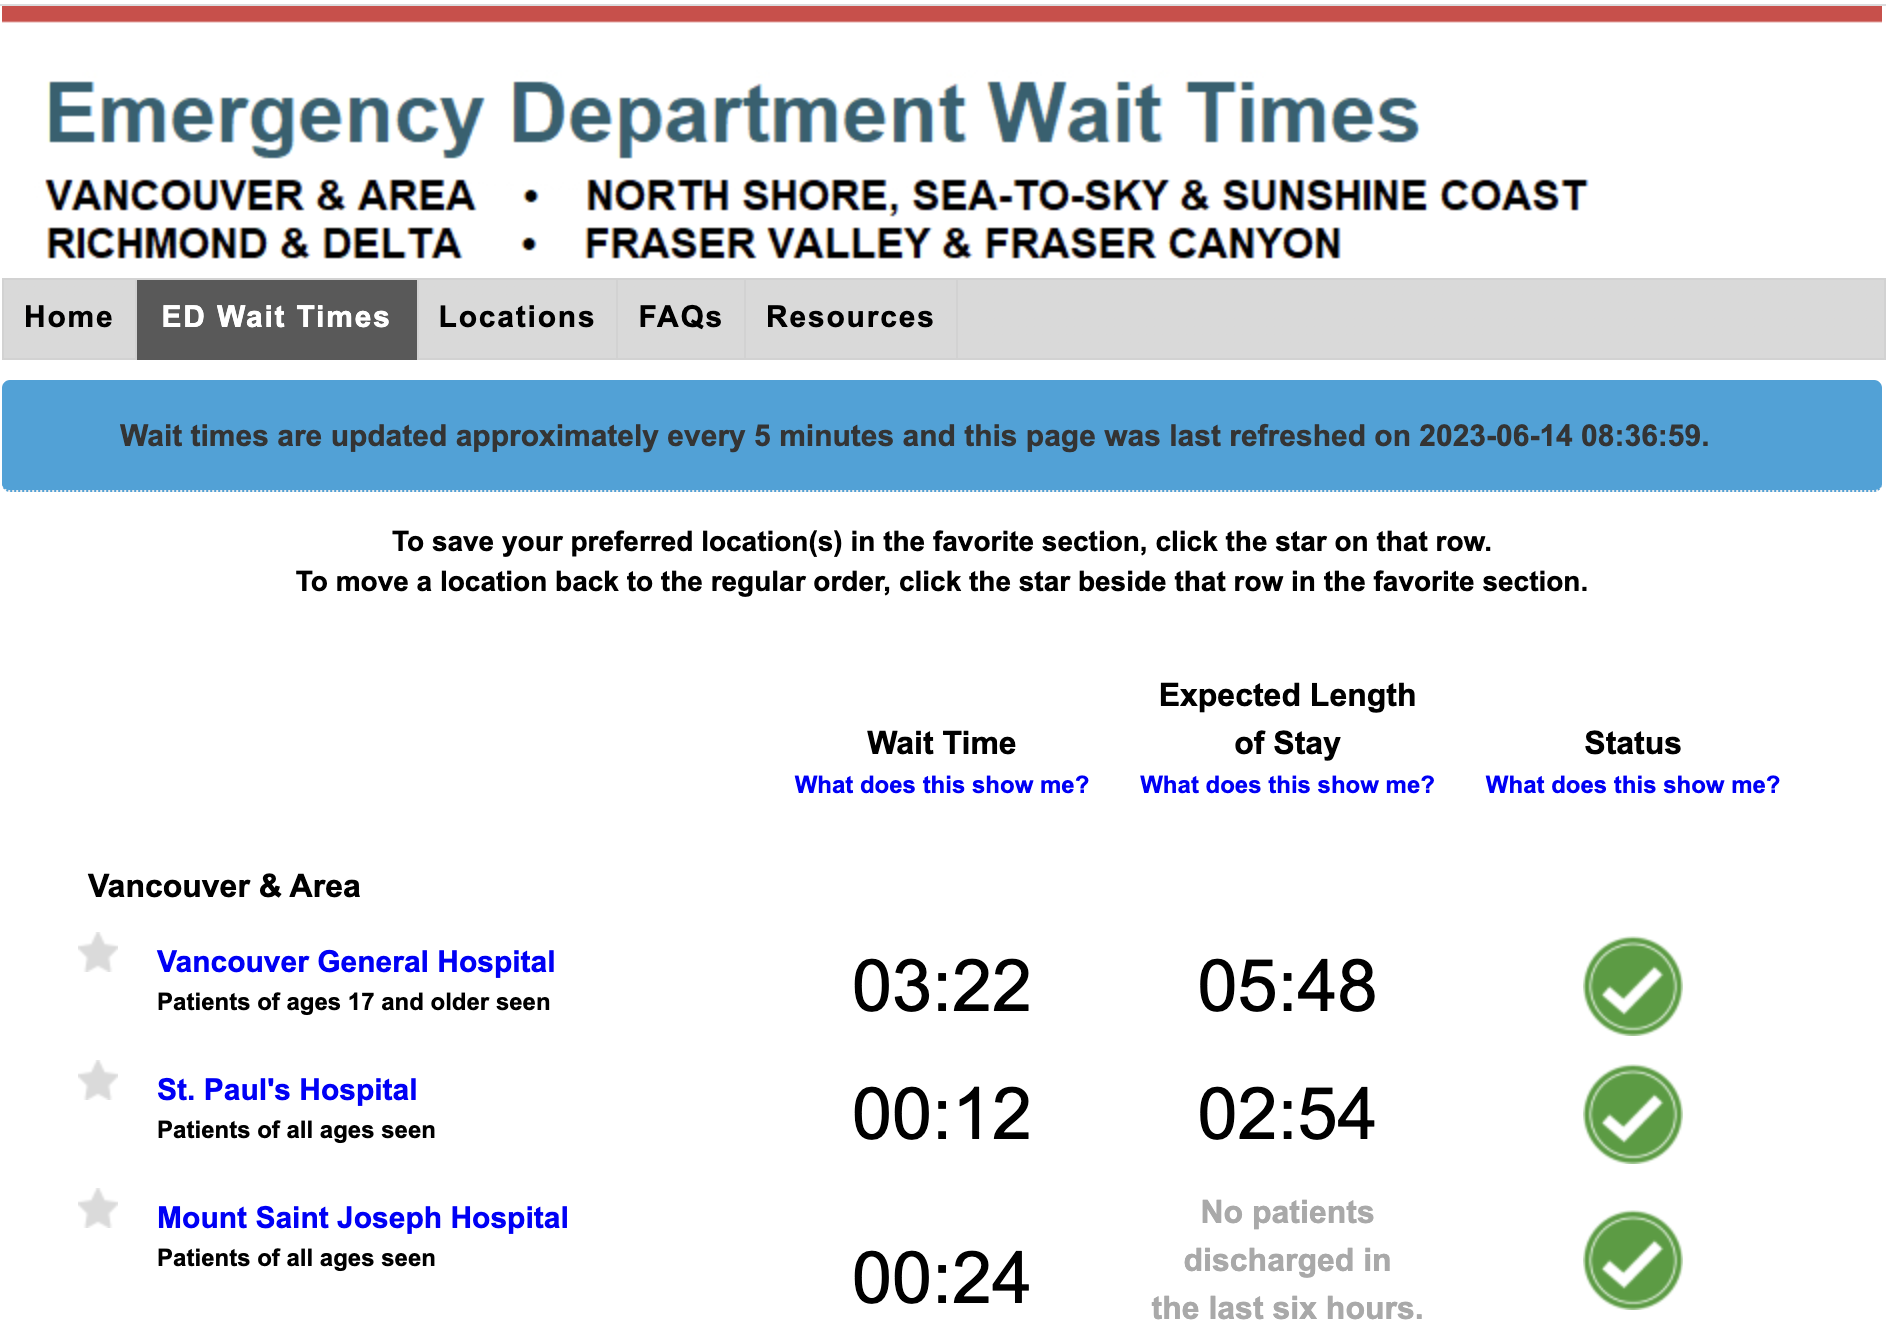 Emergency Department Wait Times
VANCOUVER & AREA • NORTH SHORE, SEA-TO-SKY & SUNSHINE COAST
RICHMOND & DELTA • FRASER VALLEY & FRASER CANYON
Home ED Wait Times Locations FAQs Resources
Wait times are updated approximately every 5 minutes and this page was last refreshed on 2023-06-14 08:36:59.
To save your preferred location(s) in the favorite section, click the star on that row.
To move a location back to the regular order, click the star beside that row in the favorite section.
Wait Time
What does this show me?
Expected Length
of Stay
What does this show me?
Status
What does this show me?
Vancouver & Area
Vancouver General Hospital
Patients of ages 17 and older seen
03:22
05:48
St. Paul's Hospital
Patients of all ages seen
00:12
02:54
Mount Saint Joseph Hospital
Patients of all ages seen
00:24
No patients
discharged in
the last six hours.